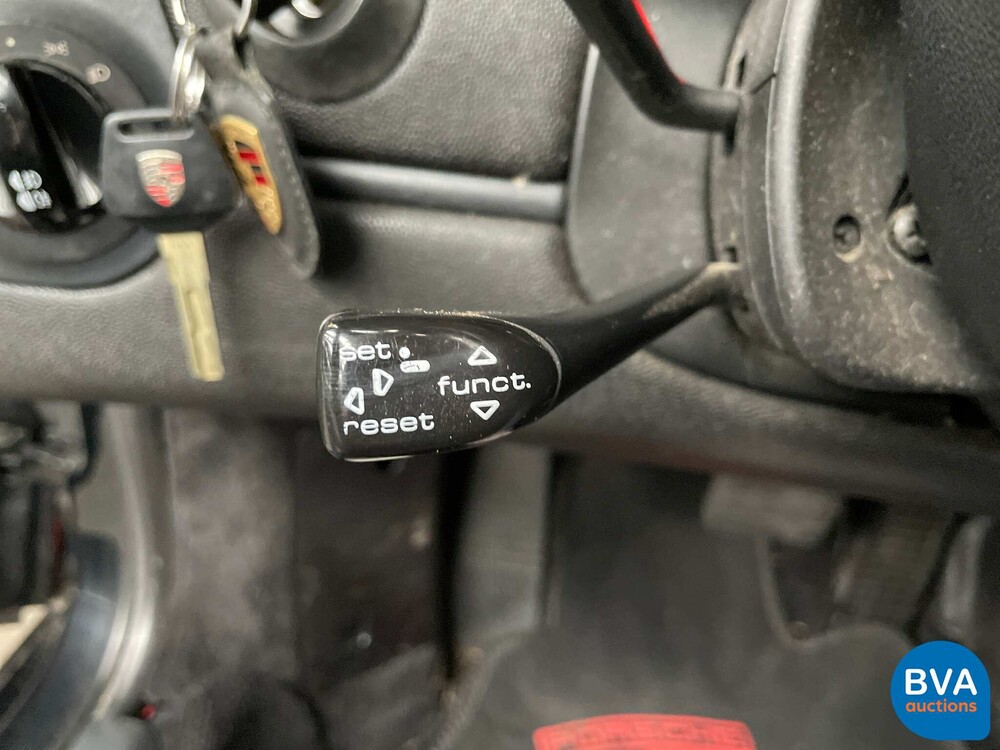 set
funct.
reset
BVA
auctions